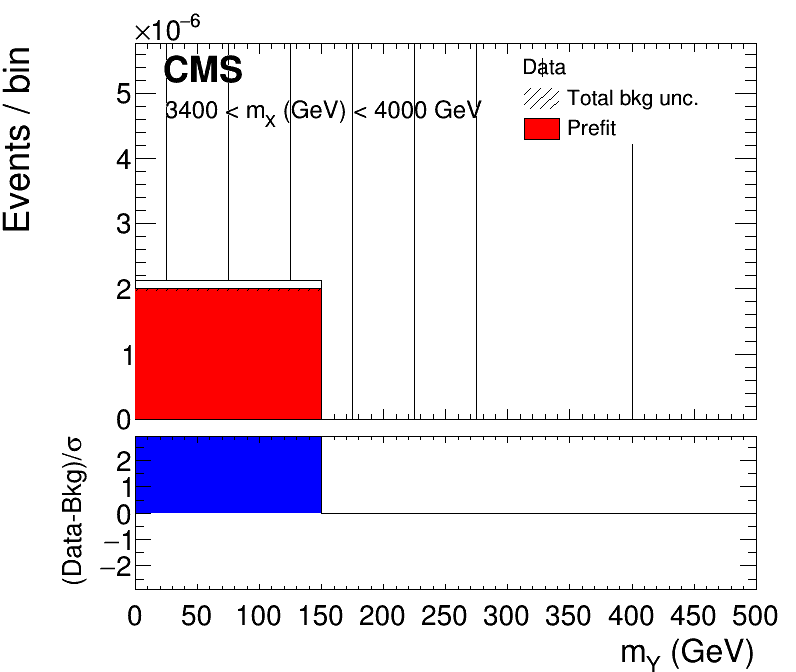 ×10−6
Events / bin
CMS
3400 < mX (GeV) < 4000 GeV
Data
Total bkg unc.
Prefit
5
4
3
2
1
0
(Data-Bkg)/σ
2
1
0
−1
−2
0 50 100 150 200 250 300 350 400 450 500
mY (GeV)